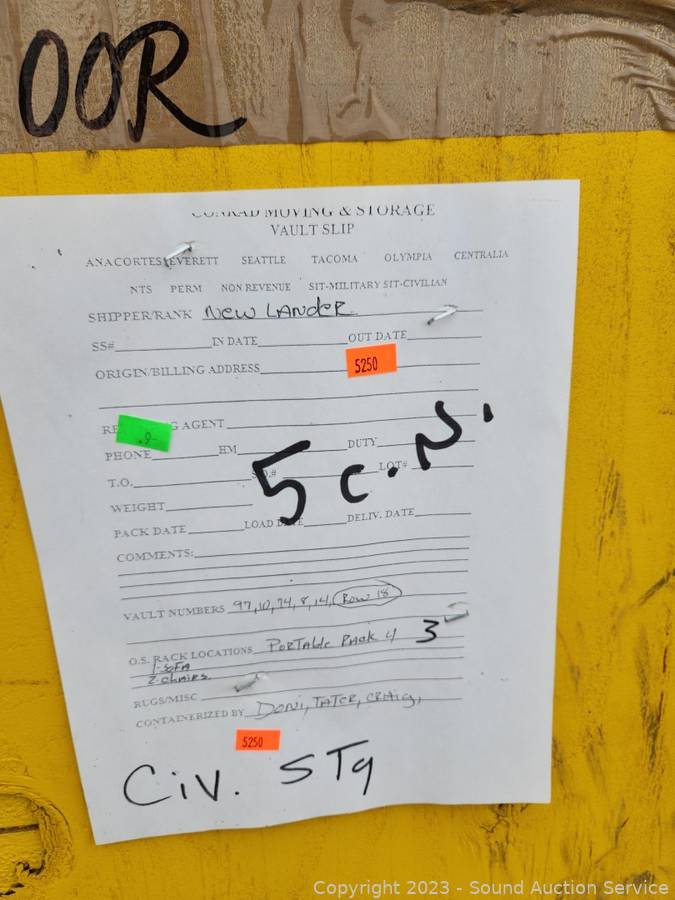 OOR
CONRAD MOVING & STORAGE
VAULT SLIP
ANACORTES EVERETT SEATTLE TACOMA OLYMPIA CENTRALIA
NTS PERM NON REVENUE SIT-MILITARY SIT-CIVILIAN
SHIPPER/RANK New LANDER
SS# IN DATE OUT DATE
ORIGIN/BILLING ADDRESS 5250
AGENT
PHONE HM DUTY
5 C.N.
T.O. LOT#
WEIGHT
PACK DATE LOAD DATE DELIV. DATE
COMMENTS:
VAULT NUMBERS 97, 10, 94, 8, 14, Row 18
O.S. RACK LOCATIONS PORTABLE RACK 4 3
1-SOFA
2-CHAIRS
RUGS/MISC
CONTAINERIZED BY DONI, TATER, CRAIG,
5250
Civ. STg
Copyright 2023 - Sound Auction Service